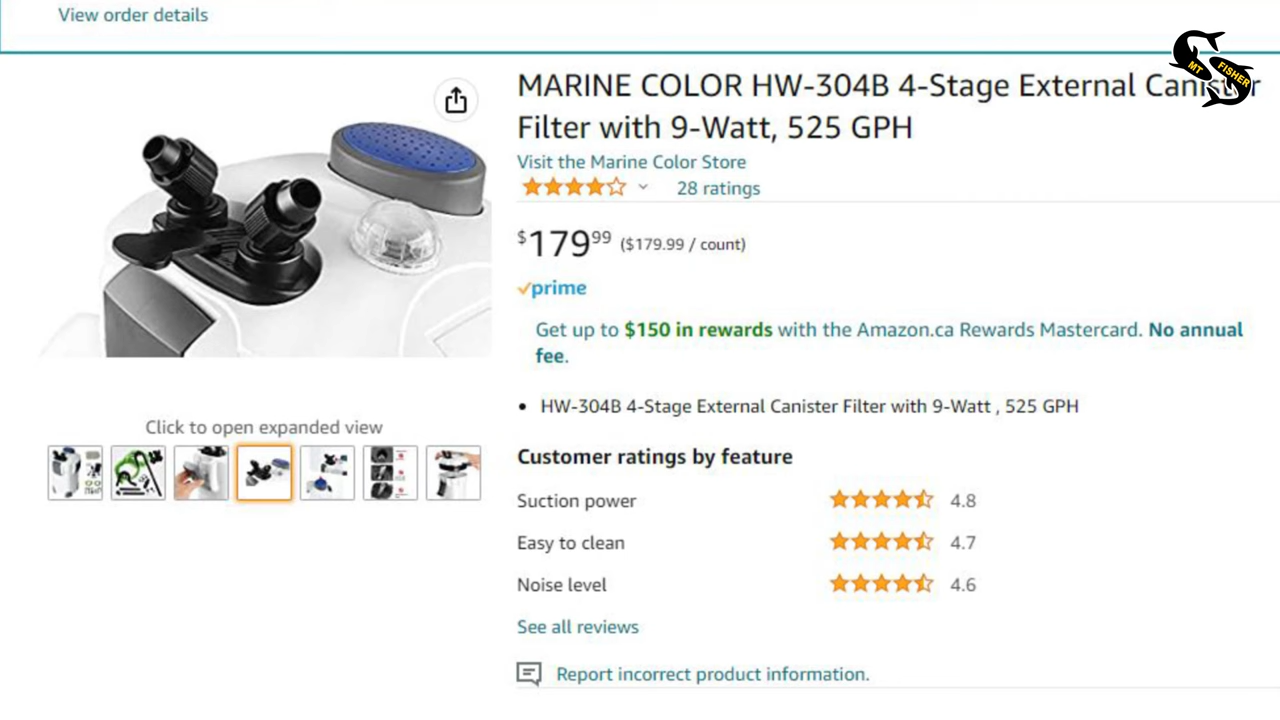 View order details
MT FISHER
MARINE COLOR HW-304B 4-Stage External Canister
Filter with 9-Watt, 525 GPH
Visit the Marine Color Store
28 ratings
$179.99 ($179.99 / count)
prime
Get up to $150 in rewards with the Amazon.ca Rewards Mastercard. No annual
fee.
• HW-304B 4-Stage External Canister Filter with 9-Watt , 525 GPH
Click to open expanded view
Customer ratings by feature
Suction power 4.8
Easy to clean 4.7
Noise level 4.6
See all reviews
Report incorrect product information.